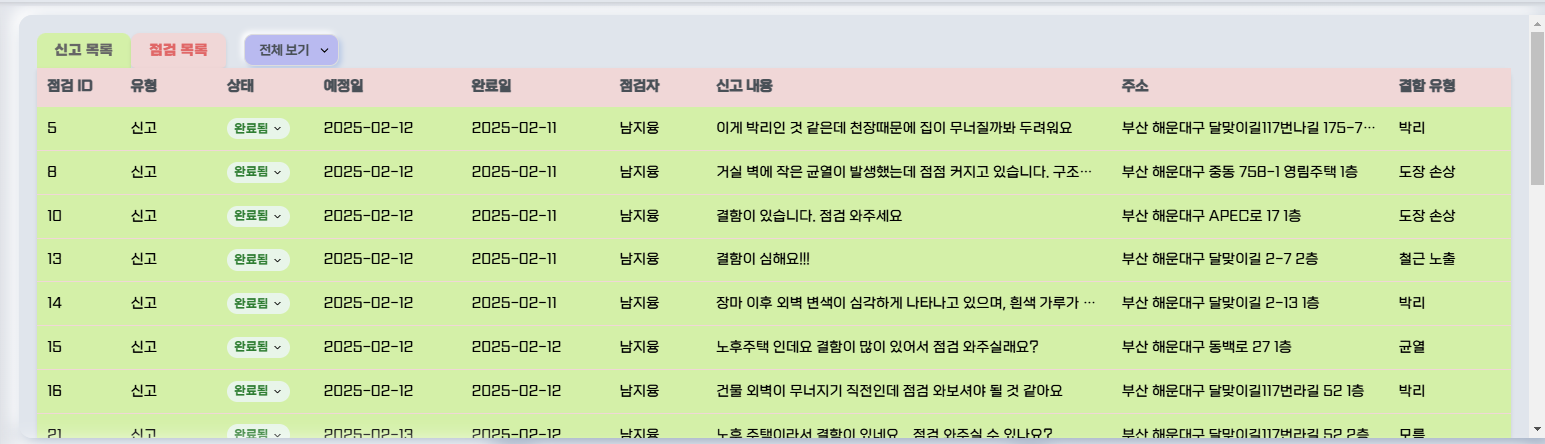 신고 목록 점검 목록 전체 보기
점검 ID 유형 상태 예정일 완료일 점검자 신고 내용 주소 결함 유형
5 신고 완료됨 2025-02-12 2025-02-11 남지융 이게 박리인 것 같은데 천장때문에 집이 무너질까봐 두려워요 부산 해운대구 달맞이길117번나길 175-7… 박리
8 신고 완료됨 2025-02-12 2025-02-11 남지융 거실 벽에 작은 균열이 발생했는데 점점 커지고 있습니다. 구조… 부산 해운대구 중동 758-1 영림주택 1층 도장 손상
10 신고 완료됨 2025-02-12 2025-02-11 남지융 결함이 있습니다. 점검 와주세요 부산 해운대구 APEC로 17 1층 도장 손상
13 신고 완료됨 2025-02-12 2025-02-11 남지융 결함이 심해요!!! 부산 해운대구 달맞이길 2-7 2층 철근 노출
14 신고 완료됨 2025-02-12 2025-02-11 남지융 장마 이후 외벽 변색이 심각하게 나타나고 있으며, 흰색 가루가 … 부산 해운대구 달맞이길 2-13 1층 박리
15 신고 완료됨 2025-02-12 2025-02-12 남지융 노후주택 인데요 결함이 많이 있어서 점검 와주실래요? 부산 해운대구 동백로 27 1층 균열
16 신고 완료됨 2025-02-12 2025-02-12 남지융 건물 외벽이 무너지기 직전인데 점검 와보셔야 될 것 같아요 부산 해운대구 달맞이길117번라길 52 1층 박리
21 신고 완료됨 2025-02-13 2025-02-12 남지융 노후 주택이라서 결함이 있네요.. 점검 와주실 수 있나요? 부산 해운대구 달맞이길117번라길 52 2층 모름